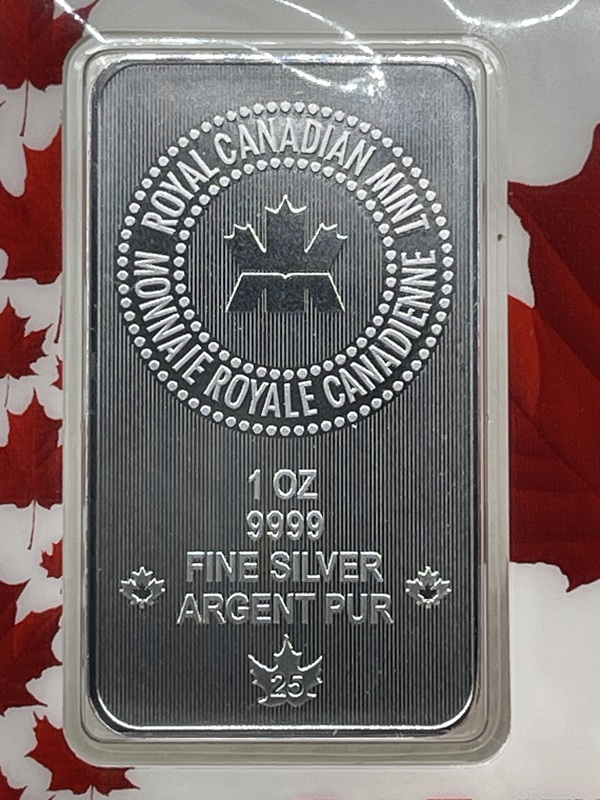 ROYAL CANADIAN MINT
MONNAIE ROYALE CANADIENNE
1 OZ
9999
FINE SILVER
ARGENT PUR
25